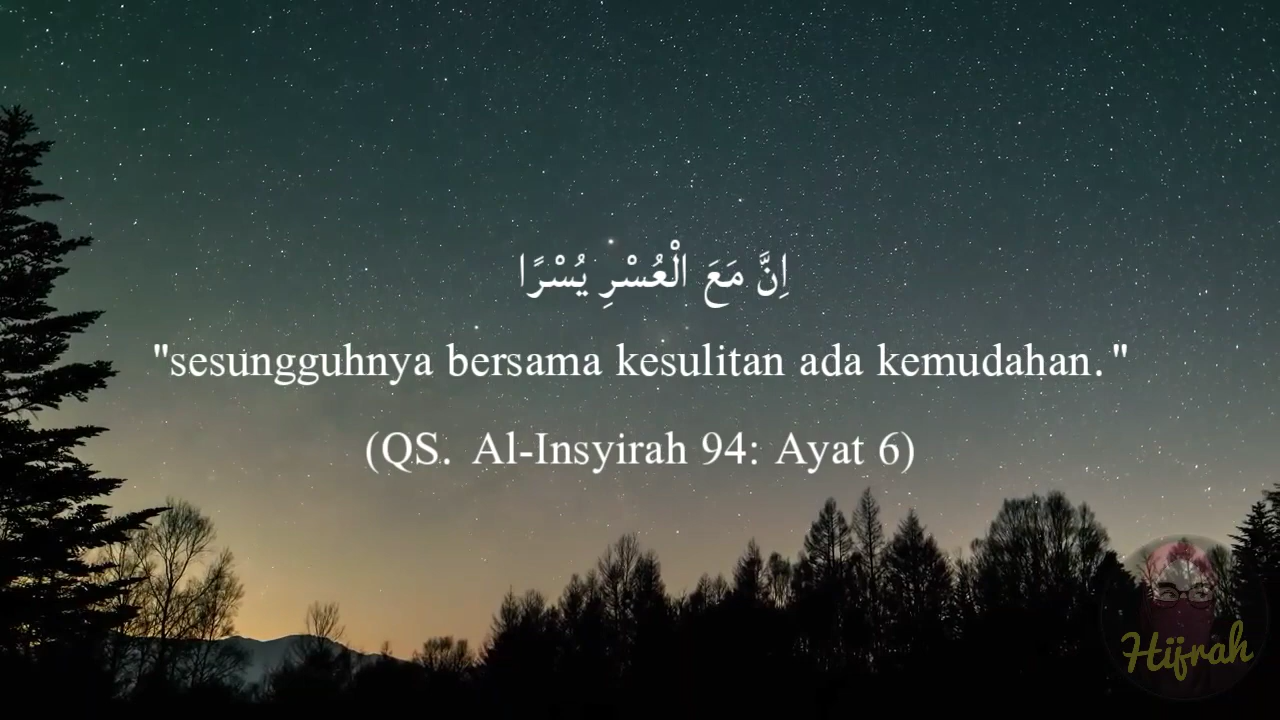 اِنَّ مَعَ الْعُسْرِ يُسْرًا
"sesungguhnya bersama kesulitan ada kemudahan."
(QS. Al-Insyirah 94: Ayat 6)
Hijrah